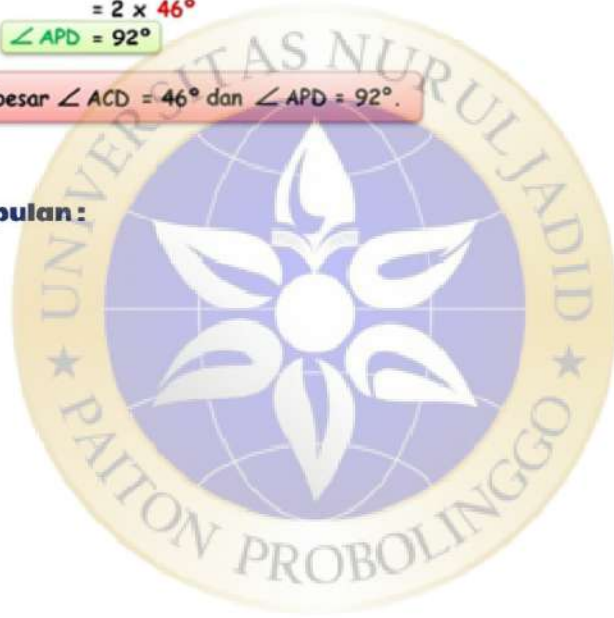 = 2 x 46°
∠ APD = 92°
besar ∠ ACD = 46° dan ∠ APD = 92°.
pulan :
UNIVERSITAS NURUL JADID
★ PAITON PROBOLINGGO ★